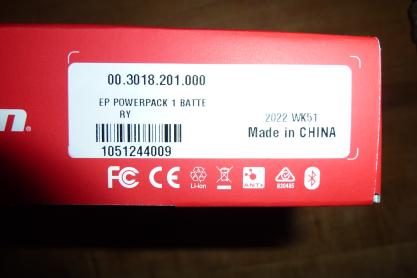 00.3018.201.000
EP POWERPACK 1 BATTE
RY
2022 WK51
Made in CHINA
1051244009
FC CE Li-ion ANT+ 830485